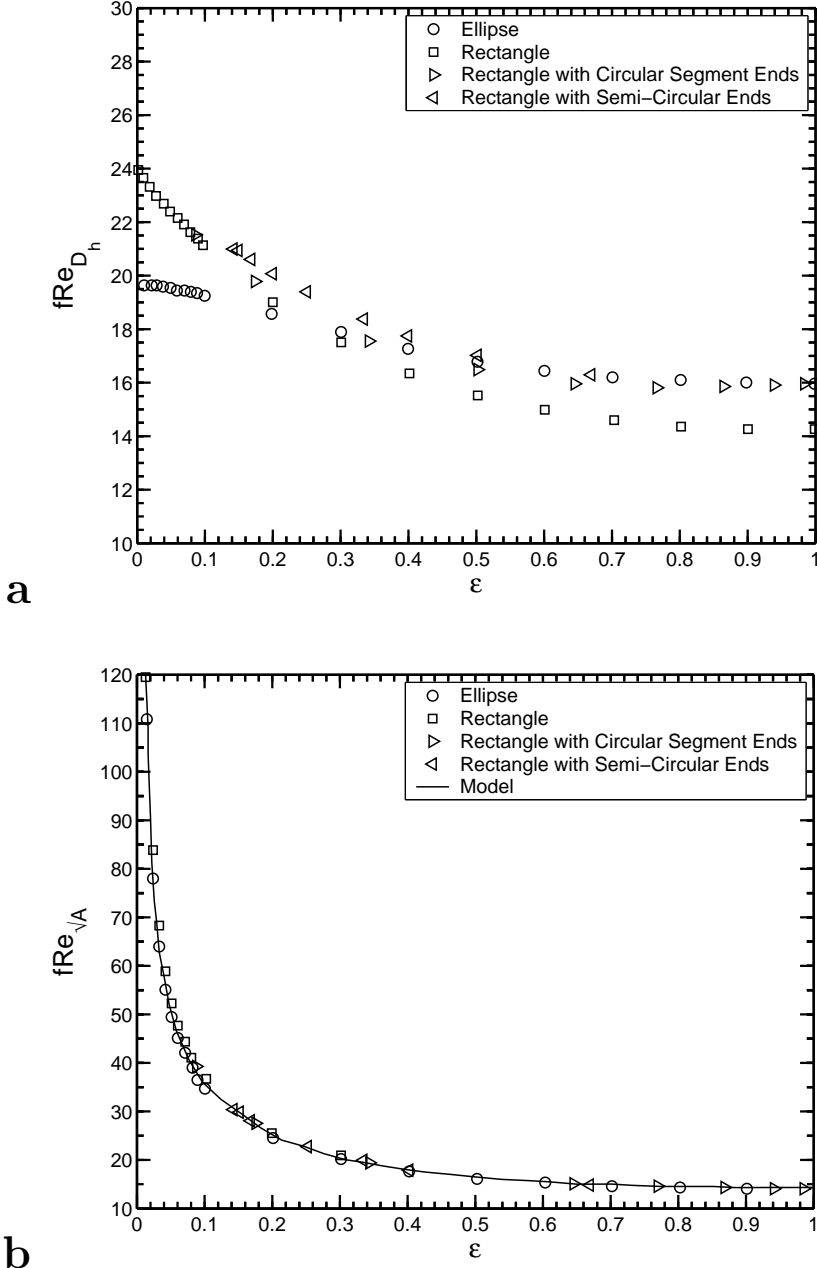 30
28
26
24
22
20
18
16
14
12
10
fRe D_h
Ellipse
Rectangle
Rectangle with Circular Segment Ends
Rectangle with Semi−Circular Ends
0 0.1 0.2 0.3 0.4 0.5 0.6 0.7 0.8 0.9 1
ε
a
120
110
100
90
80
70
60
50
40
30
20
10
fRe √A
Ellipse
Rectangle
Rectangle with Circular Segment Ends
Rectangle with Semi−Circular Ends
Model
0 0.1 0.2 0.3 0.4 0.5 0.6 0.7 0.8 0.9 1
ε
b